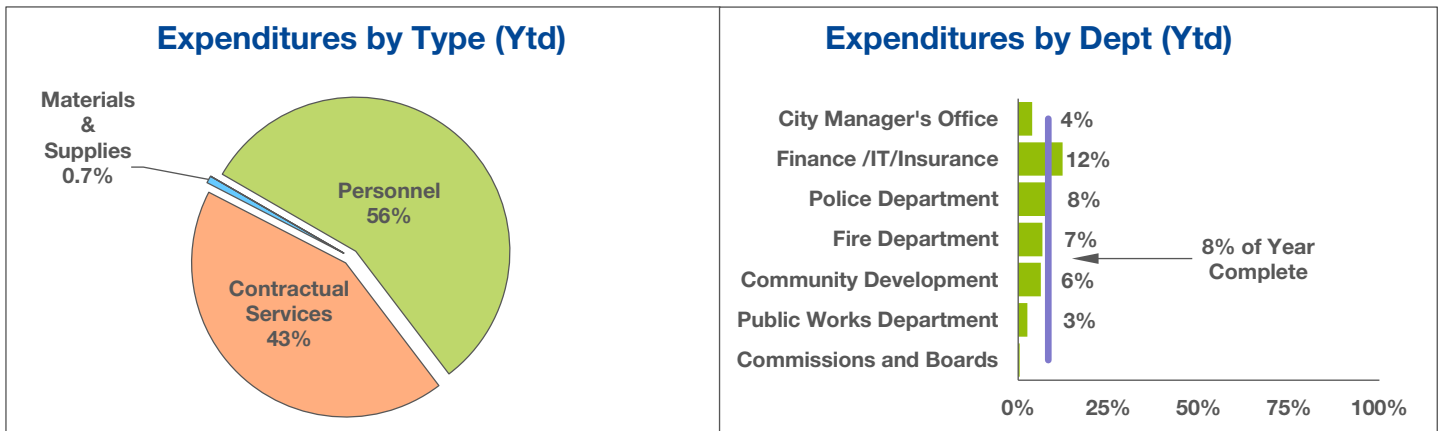 Expenditures by Type (Ytd)
Materials
&
Supplies
0.7%
Personnel
56%
Contractual
Services
43%
Expenditures by Dept (Ytd)
City Manager's Office 4%
Finance /IT/Insurance 12%
Police Department 8%
Fire Department 7%
Community Development 6%
Public Works Department 3%
Commissions and Boards
8% of Year
Complete
0% 25% 50% 75% 100%